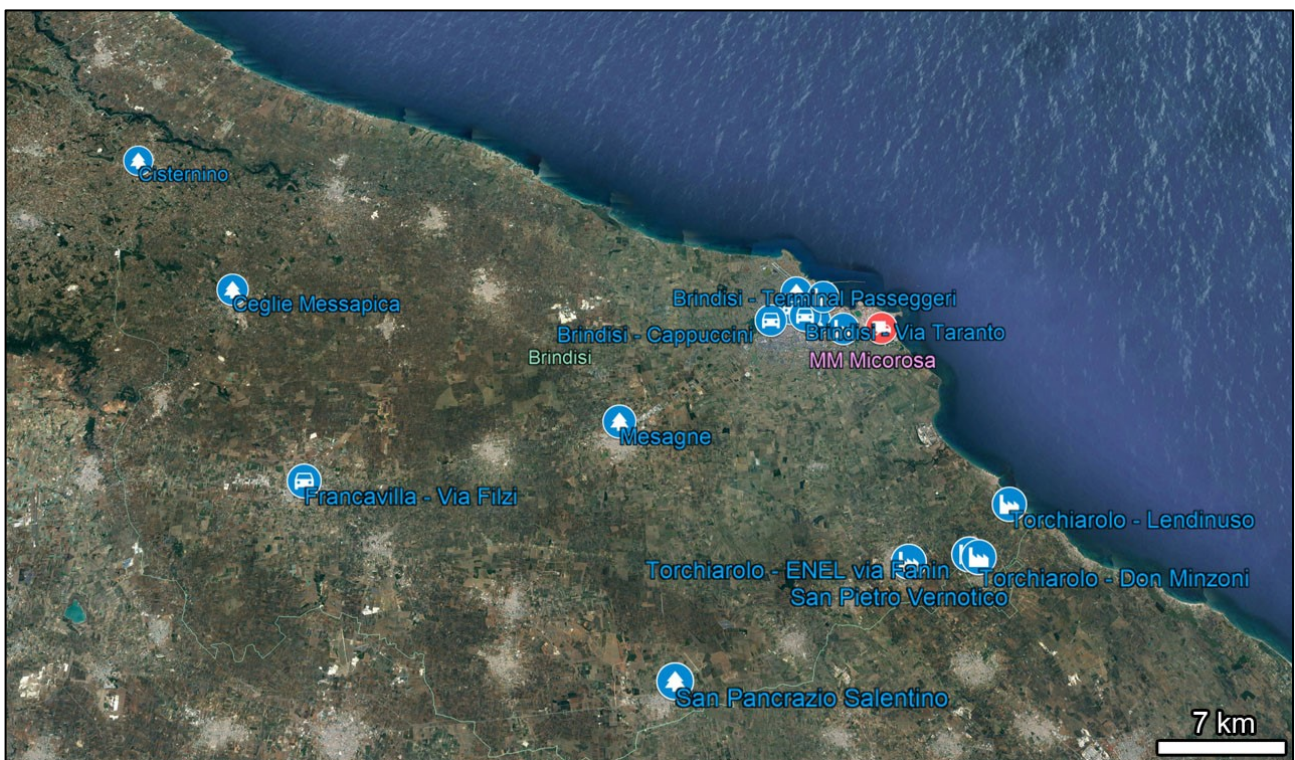 Cisternino
Ceglie Messapica
Brindisi - Terminal Passeggeri
Brindisi - Cappuccini
Brindisi - Via Taranto
Brindisi
MM Micorosa
Mesagne
Francavilla - Via Filzi
Torchiarolo - Lendinuso
Torchiarolo - ENEL via Fanin
Torchiarolo - Don Minzoni
San Pietro Vernotico
San Pancrazio Salentino
7 km